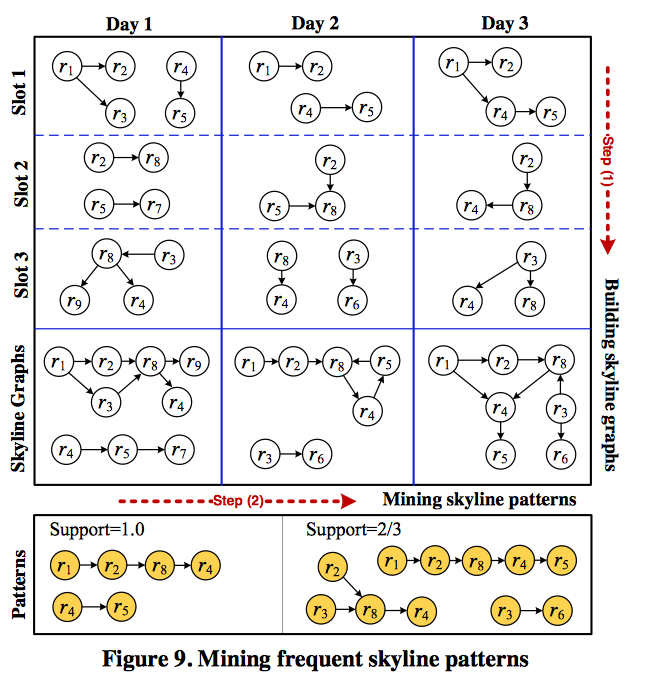 Day 1 Day 2 Day 3
Slot 1
r1 r2 r4
r3 r5
r1 r2
r4 r5
r1 r2
r4 r5
Slot 2
r2 r8
r5 r7
r2
r5 r8
r2
r4 r8
Slot 3
r8 r3
r9 r4
r8 r3
r4 r6
r3
r4 r8
Skyline Graphs
r1 r2 r8 r9
r3 r4
r4 r5 r7
r1 r2 r8 r5
r4
r3 r6
r1 r2 r8
r4 r3
r5 r6
Step (1)
Building skyline graphs
Step (2) Mining skyline patterns
Patterns
Support=1.0
r1 r2 r8 r4
r4 r5
Support=2/3
r2 r1 r2 r8 r4 r5
r3 r8 r4 r3 r6
Figure 9. Mining frequent skyline patterns